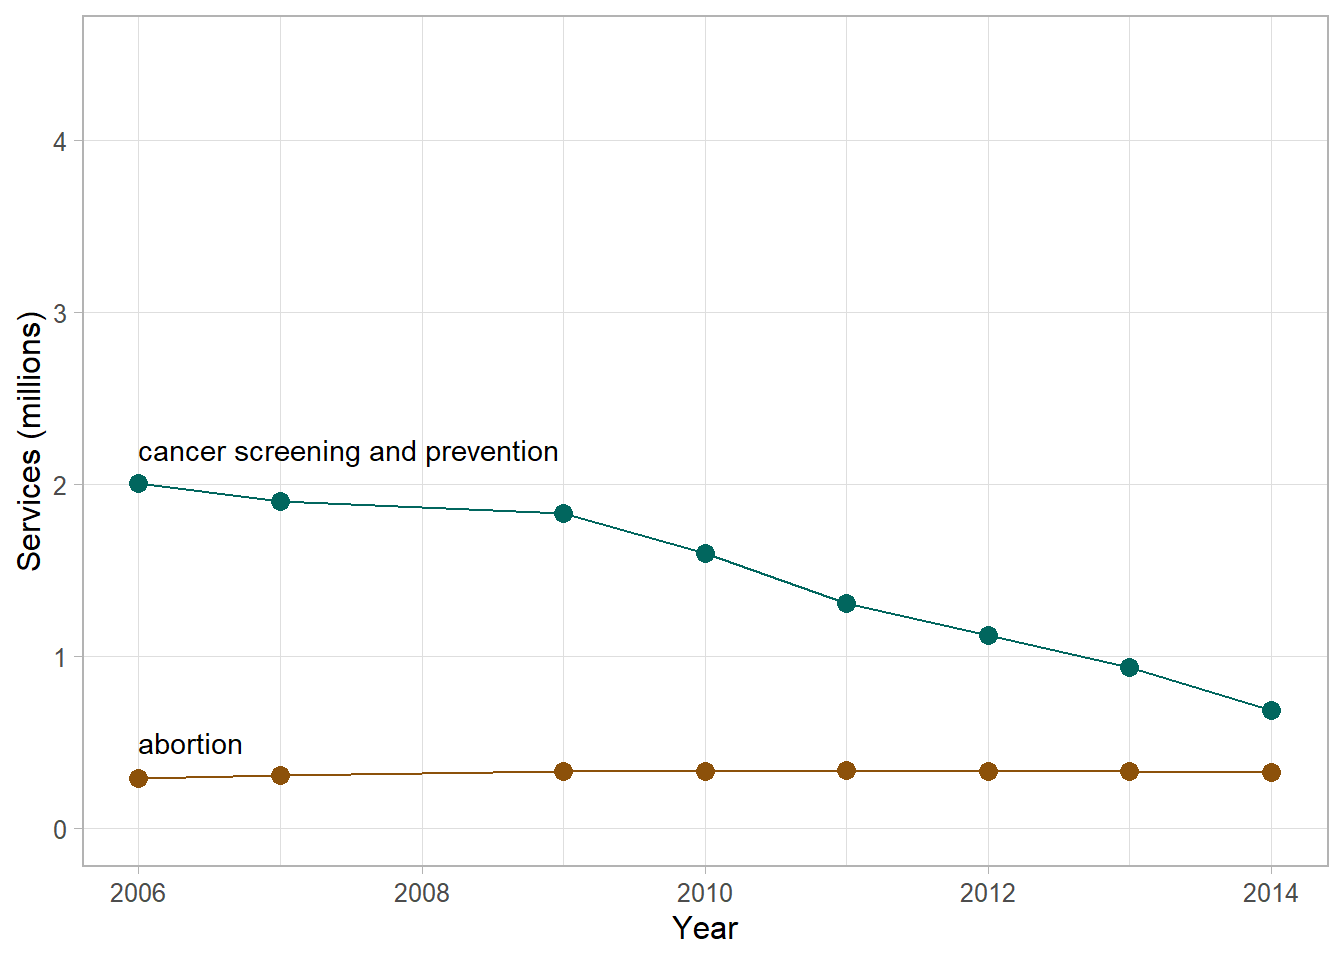 4
3
2
1
0
Services (millions)
cancer screening and prevention
abortion
2006 2008 2010 2012 2014
Year